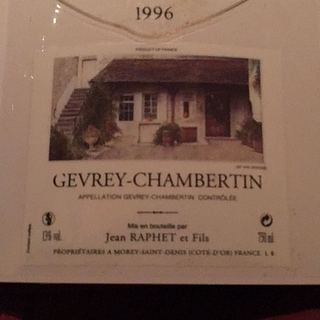 1996
PRODUCT OF FRANCE
GEVREY-CHAMBERTIN
APPELLATION GEVREY-CHAMBERTIN CONTRÔLÉE
Mis en bouteille par
13% vol. Jean RAPHET et Fils 750 ml
PROPRIÉTAIRES A MOREY-SAINT-DENIS (COTE-D'OR) FRANCE